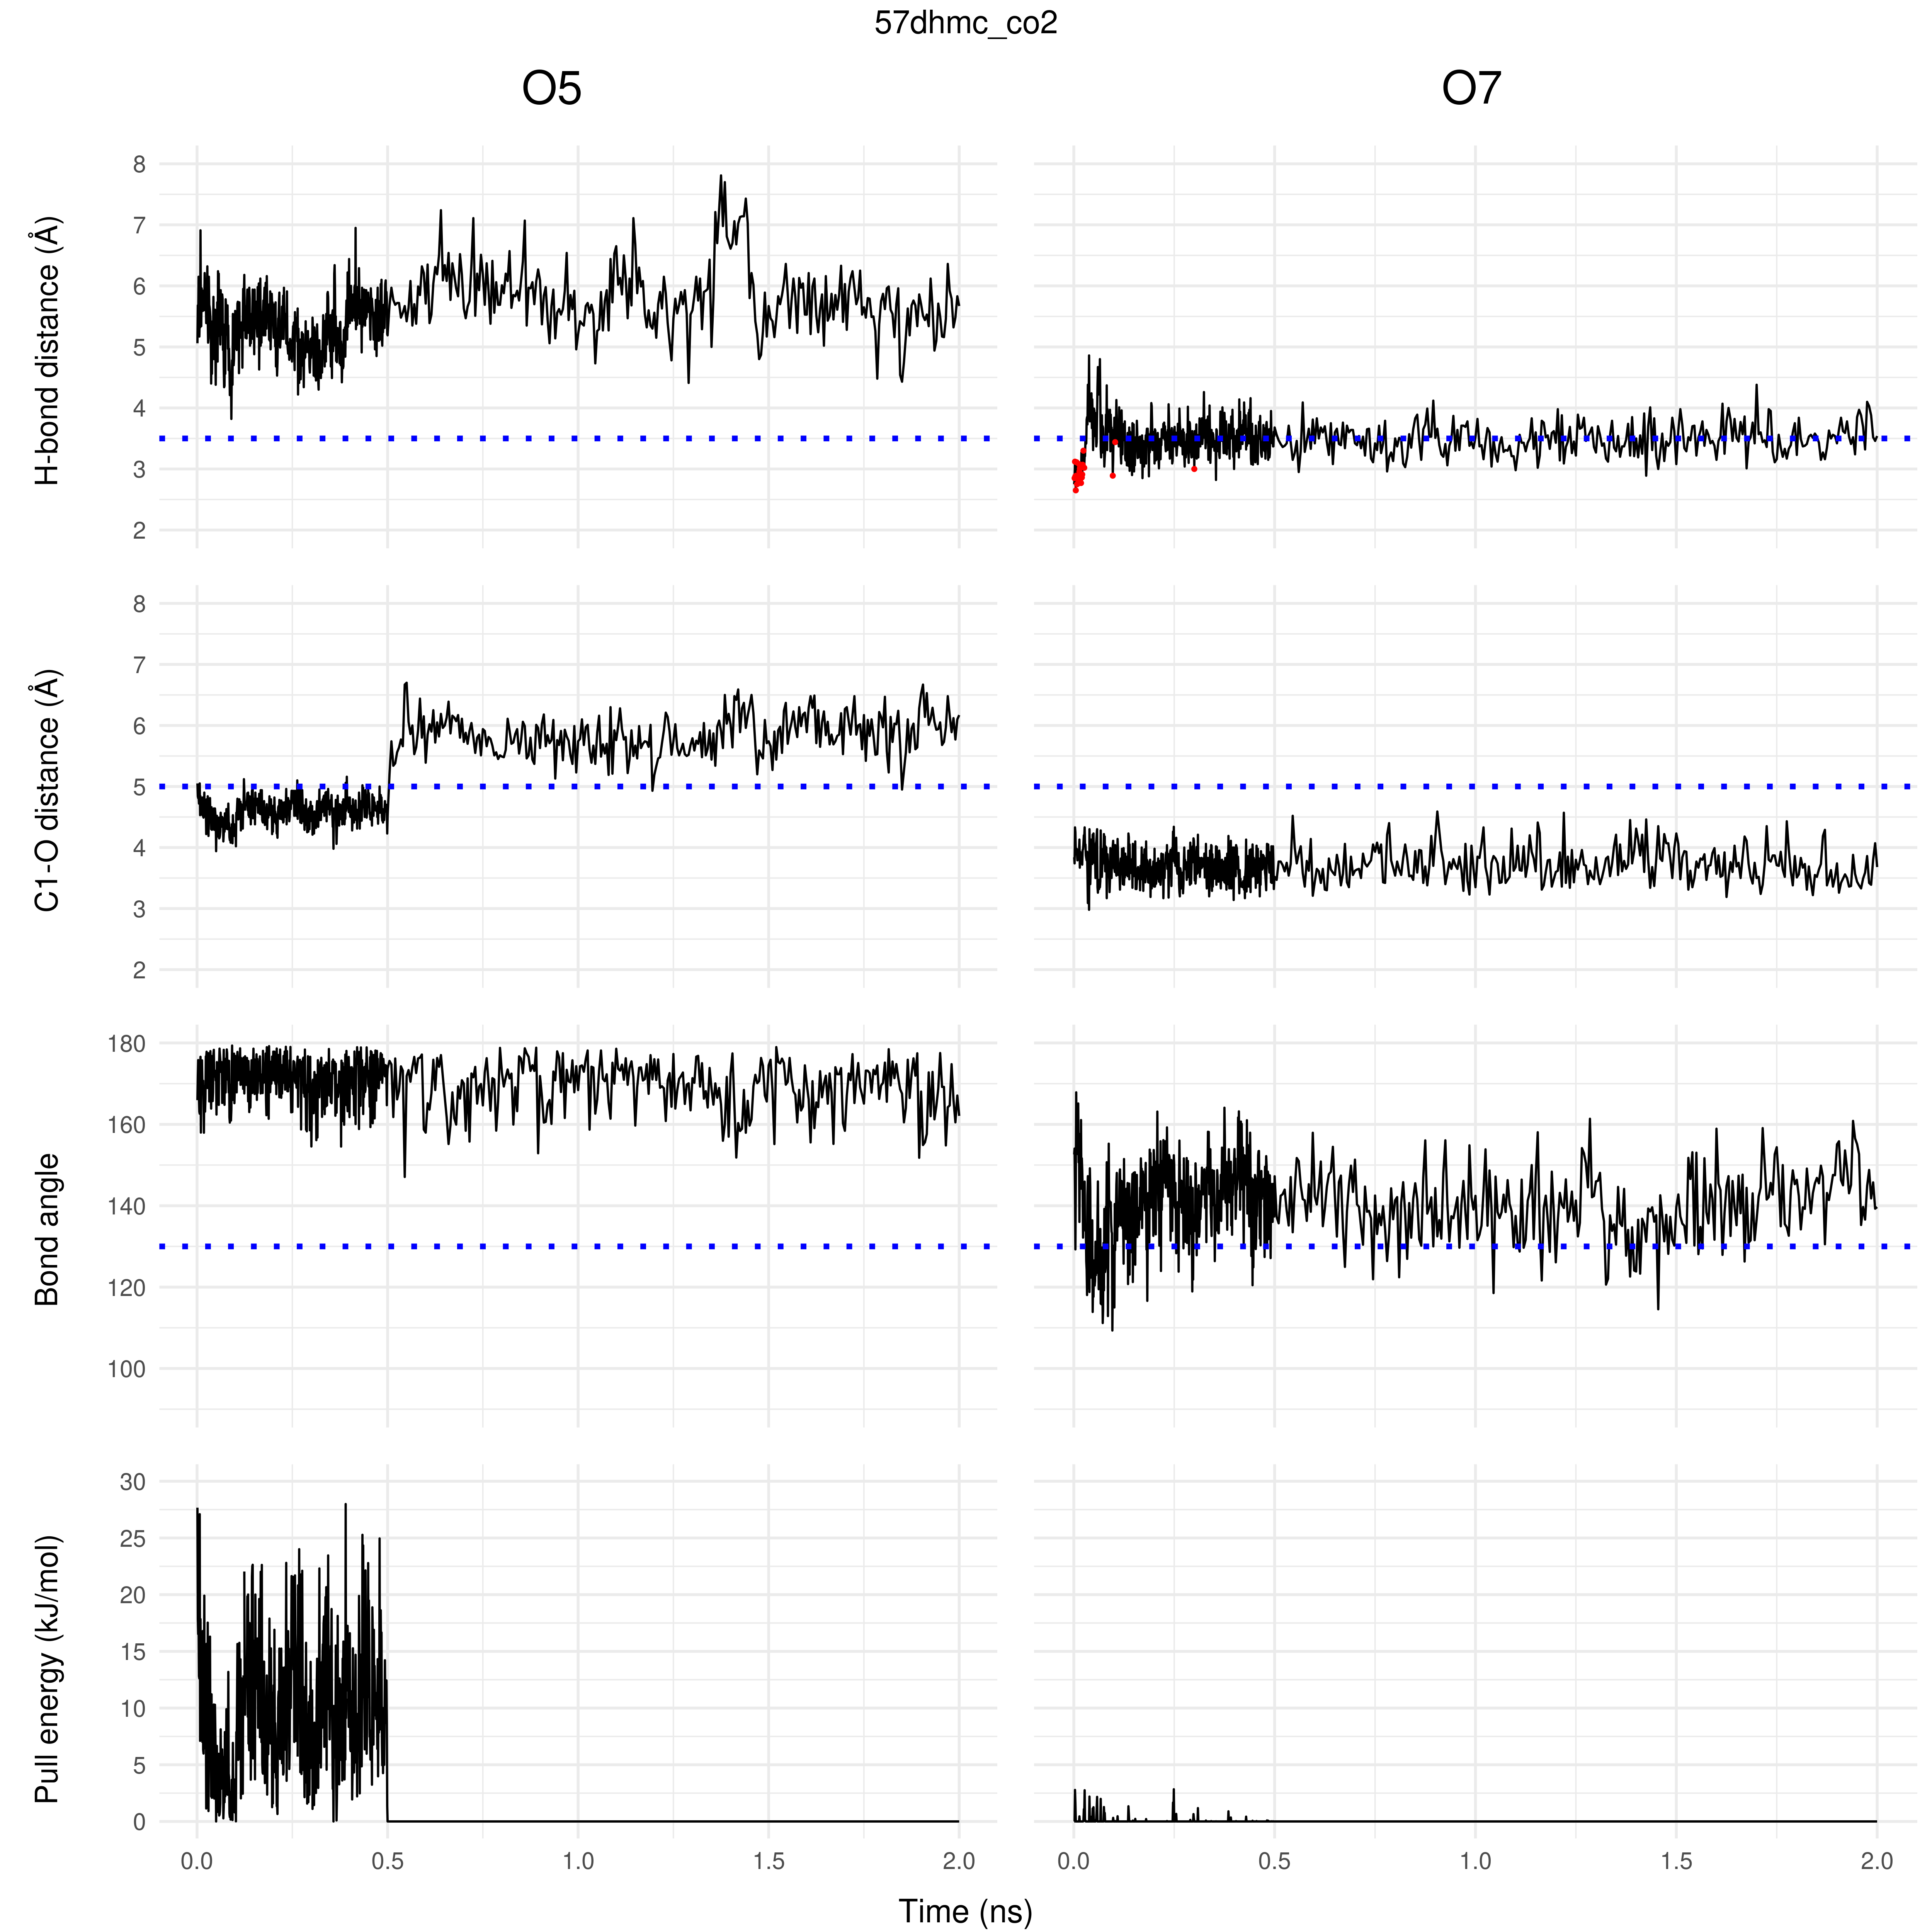 57dhmc_co2
O5
O7
H-bond distance (Å)
8
7
6
5
4
3
2
C1-O distance (Å)
8
7
6
5
4
3
2
Bond angle
180
160
140
120
100
Pull energy (kJ/mol)
30
25
20
15
10
5
0
0.0 0.5 1.0 1.5 2.0
0.0 0.5 1.0 1.5 2.0
Time (ns)